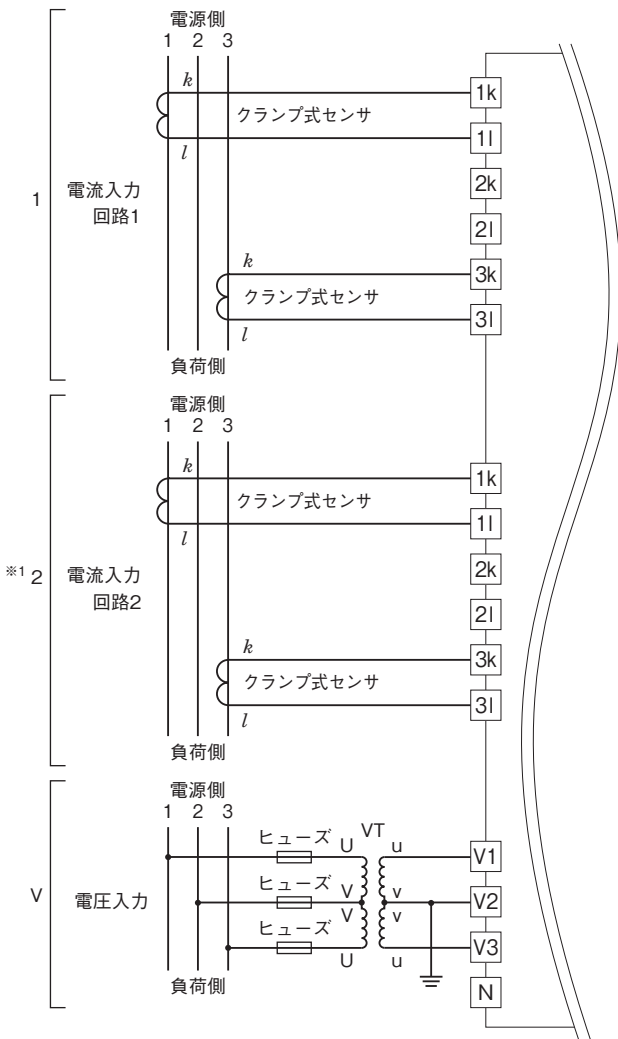 電源側
1 2 3
k
クランプ式センサ
l
1k
1l
2k
2l
1
電流入力
回路1
k
クランプ式センサ
l
3k
3l
負荷側
電源側
1 2 3
k
クランプ式センサ
l
1k
1l
2k
2l
※1 2
電流入力
回路2
k
クランプ式センサ
l
3k
3l
負荷側
電源側
1 2 3
V
電圧入力
ヒューズ U VT u
V1
ヒューズ V v
V2
ヒューズ V v
V3
U u
N
負荷側